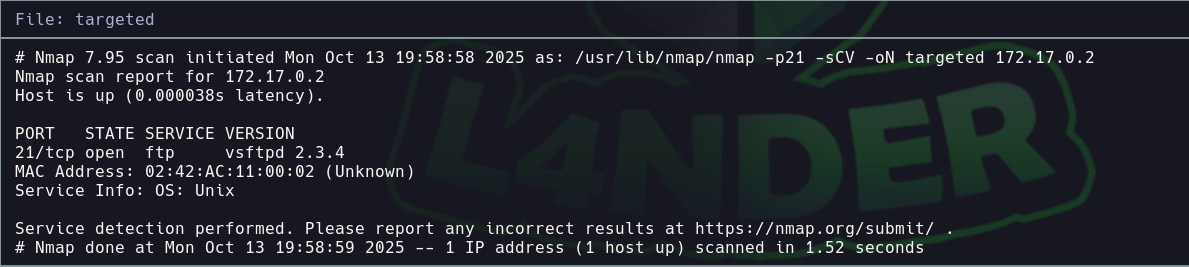 File: targeted
# Nmap 7.95 scan initiated Mon Oct 13 19:58:58 2025 as: /usr/lib/nmap/nmap -p21 -sCV -oN targeted 172.17.0.2
Nmap scan report for 172.17.0.2
Host is up (0.000038s latency).
PORT   STATE SERVICE VERSION
21/tcp open  ftp     vsftpd 2.3.4
MAC Address: 02:42:AC:11:00:02 (Unknown)
Service Info: OS: Unix
Service detection performed. Please report any incorrect results at https://nmap.org/submit/ .
# Nmap done at Mon Oct 13 19:58:59 2025 -- 1 IP address (1 host up) scanned in 1.52 seconds
L4NDER